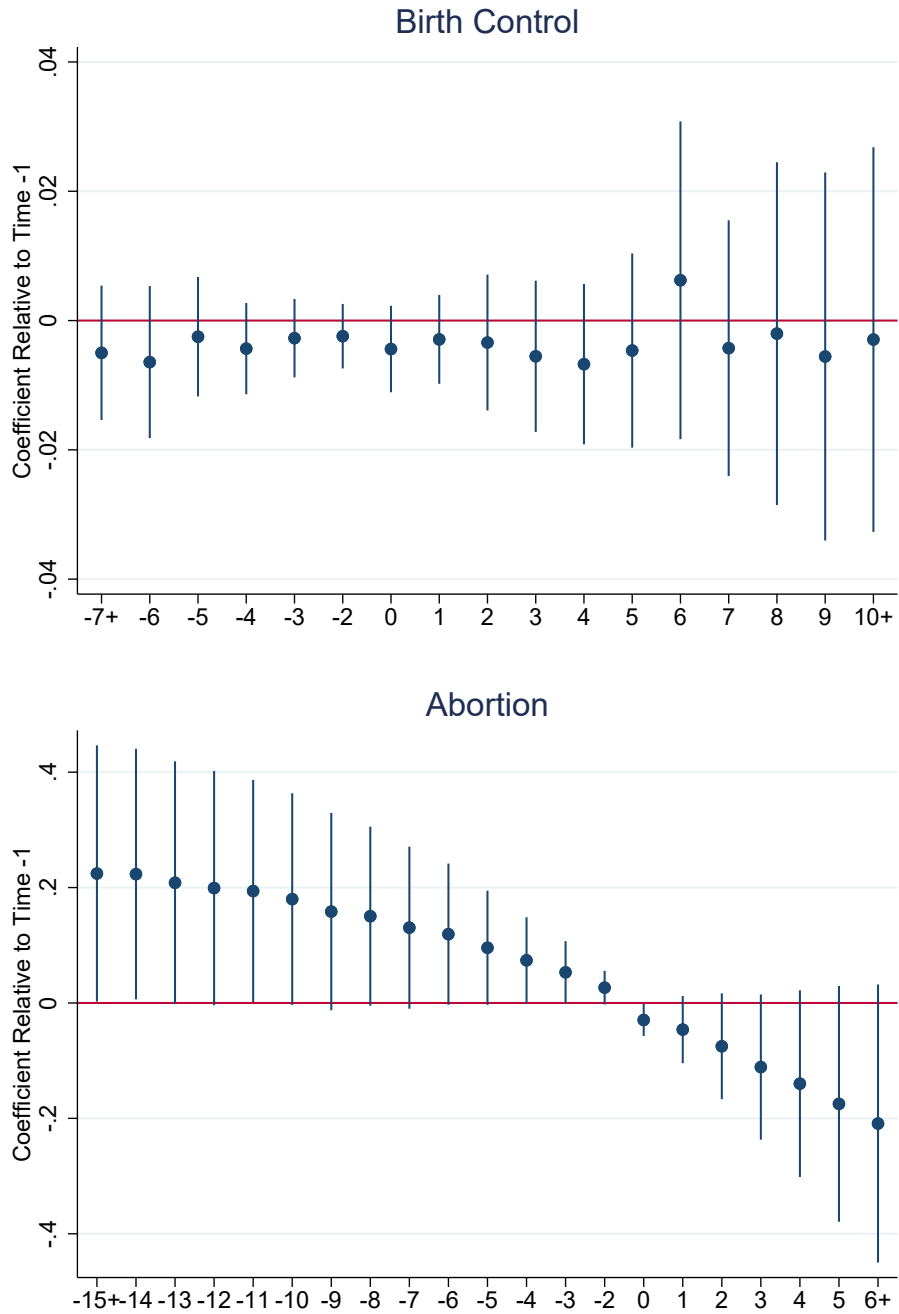 Birth Control
Coefficient Relative to Time -1
.04
.02
0
-.02
-.04
-7+ -6 -5 -4 -3 -2 0 1 2 3 4 5 6 7 8 9 10+
Abortion
Coefficient Relative to Time -1
.4
.2
0
-.2
-.4
-15+ -14 -13 -12 -11 -10 -9 -8 -7 -6 -5 -4 -3 -2 0 1 2 3 4 5 6+